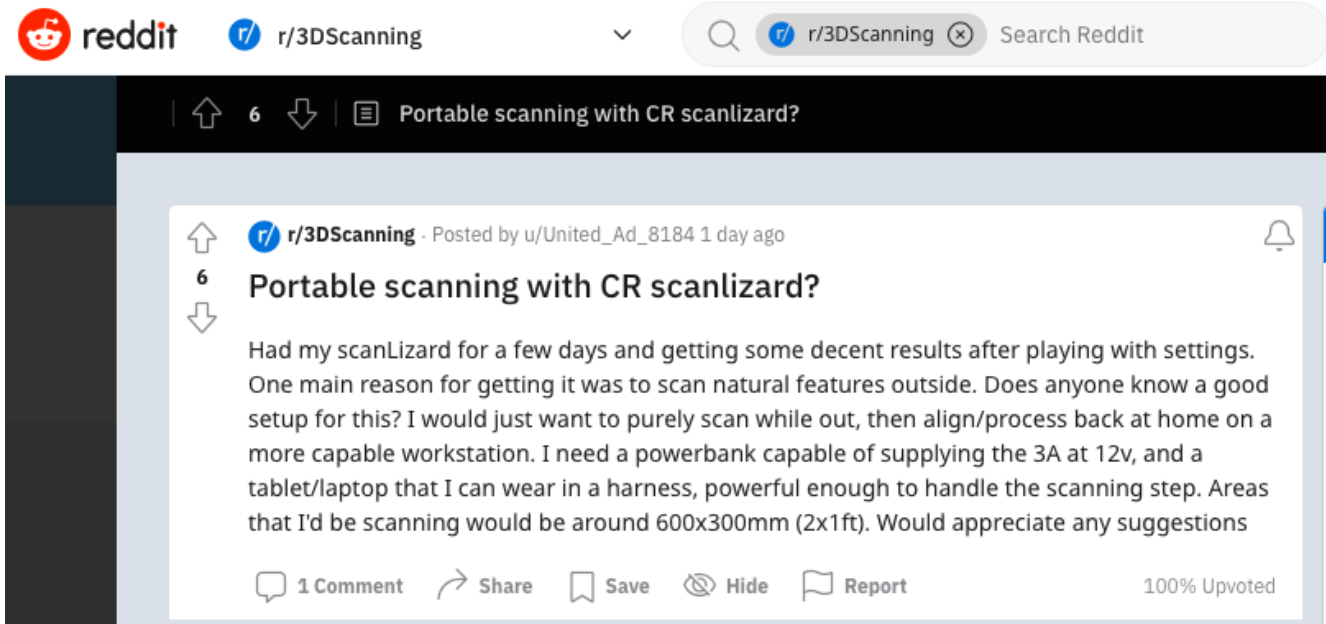 reddit r/3DScanning r/3DScanning Search Reddit
6 Portable scanning with CR scanlizard?
r/3DScanning · Posted by u/United_Ad_8184 1 day ago
6
Portable scanning with CR scanlizard?
Had my scanLizard for a few days and getting some decent results after playing with settings.
One main reason for getting it was to scan natural features outside. Does anyone know a good
setup for this? I would just want to purely scan while out, then align/process back at home on a
more capable workstation. I need a powerbank capable of supplying the 3A at 12v, and a
tablet/laptop that I can wear in a harness, powerful enough to handle the scanning step. Areas
that I'd be scanning would be around 600x300mm (2x1ft). Would appreciate any suggestions
1 Comment Share Save Hide Report 100% Upvoted